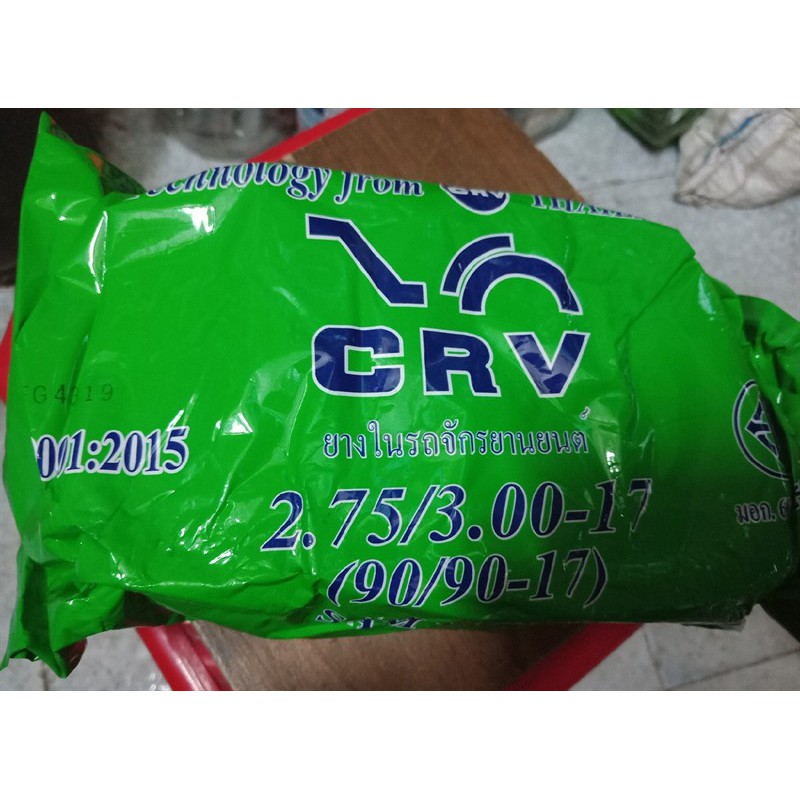 Technology from CRV
CRV
G4319
ยางในรถจักรยานยนต์
:2015
2.75/3.00-17
มอก.
(90/90-17)